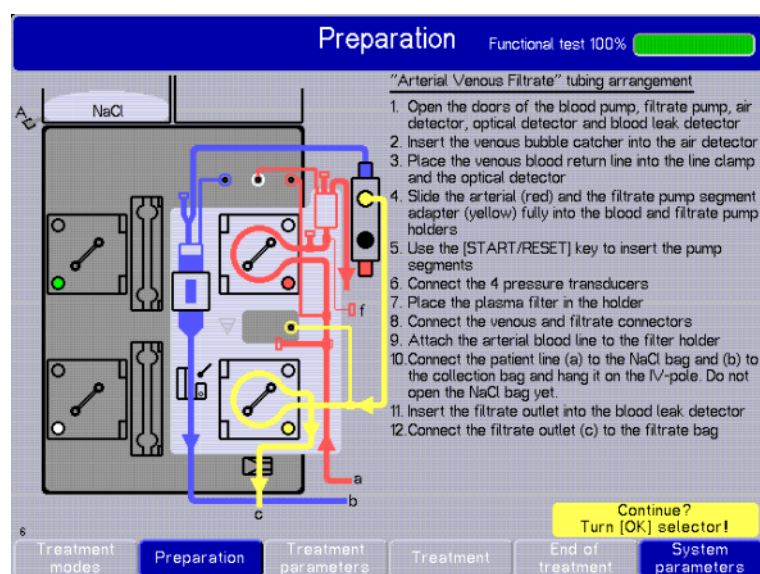 Preparation
Functional test 100%
"Arterial Venous Filtrate" tubing arrangement
1. Open the doors of the blood pump, filtrate pump, air
detector, optical detector and blood leak detector
2. Insert the venous bubble catcher into the air detector
3. Place the venous blood return line into the line clamp
and the optical detector
4. Slide the arterial (red) and the filtrate pump segment
adapter (yellow) fully into the blood and filtrate pump
holders
5. Use the [START/RESET] key to insert the pump
segments
6. Connect the 4 pressure transducers
7. Place the plasma filter in the holder
8. Connect the venous and filtrate connectors
9. Attach the arterial blood line to the filter holder
10. Connect the patient line (a) to the NaCl bag and (b) to
the collection bag and hang it on the IV-pole. Do not
open the NaCl bag yet.
11. Insert the filtrate outlet into the blood leak detector
12. Connect the filtrate outlet (c) to the filtrate bag
A
NaCl
f
a
b
c
Continue?
Turn [OK] selector!
6
Treatment
modes
Preparation
Treatment
parameters
Treatment
End of
treatment
System
parameters